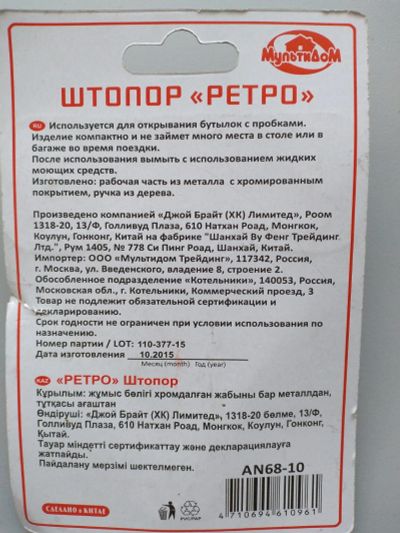 МультидоМ
ШТОПОР «РЕТРО»
RU Используется для открывания бутылок с пробками.
Изделие компактно и не займет много места в столе или в
багаже во время поездки.
После использования вымыть с использованием жидких
моющих средств.
Изготовлено: рабочая часть из металла с хромированным
покрытием, ручка из дерева.
Произведено компанией «Джой Брайт (ХК) Лимитед», Роом
1318-20, 13/Ф, Голливуд Плаза, 610 Натхан Роад, Монгкок,
Коулун, Гонконг, Китай на фабрике "Шанхай Ву Фенг Трейдинг
Лтд.", Рум 1405, № 778 Си Пинг Роад, Шанхай, Китай.
Импортер: ООО «Мультидом Трейдинг», 117342, Россия,
г. Москва, ул. Введенского, владение 8, строение 2.
Обособленное подразделение «Котельники», 140053, Россия,
Московская обл., г. Котельники, Коммерческий проезд, 3
Товар не подлежит обязательной сертификации и
декларированию.
Срок годности не ограничен при условии использования по
назначению.
Номер партии / LOT: 110-377-15
Дата изготовления 10.2015
Месяц (month) Год (year)
KAZ «РЕТРО» Штопор
Құрылым: жұмыс бөлігі хромдалған жабыны бар металлдан,
тұтқасы ағаштан
Өндіруші: «Джой Брайт (ХК) Лимитед», 1318-20 бөлме, 13/Ф,
Голливуд Плаза, 610 Натхан Роад, Монгкок, Коулун, Гонконг,
Қытай.
Тауар міндетті сертификаттау және декларациялауға
жатпайды.
Пайдалану мерзімі шектелмеген.
AN68-10
СДЕЛАНО в КИТАЕ
РУС/PAP
4 710694 610961